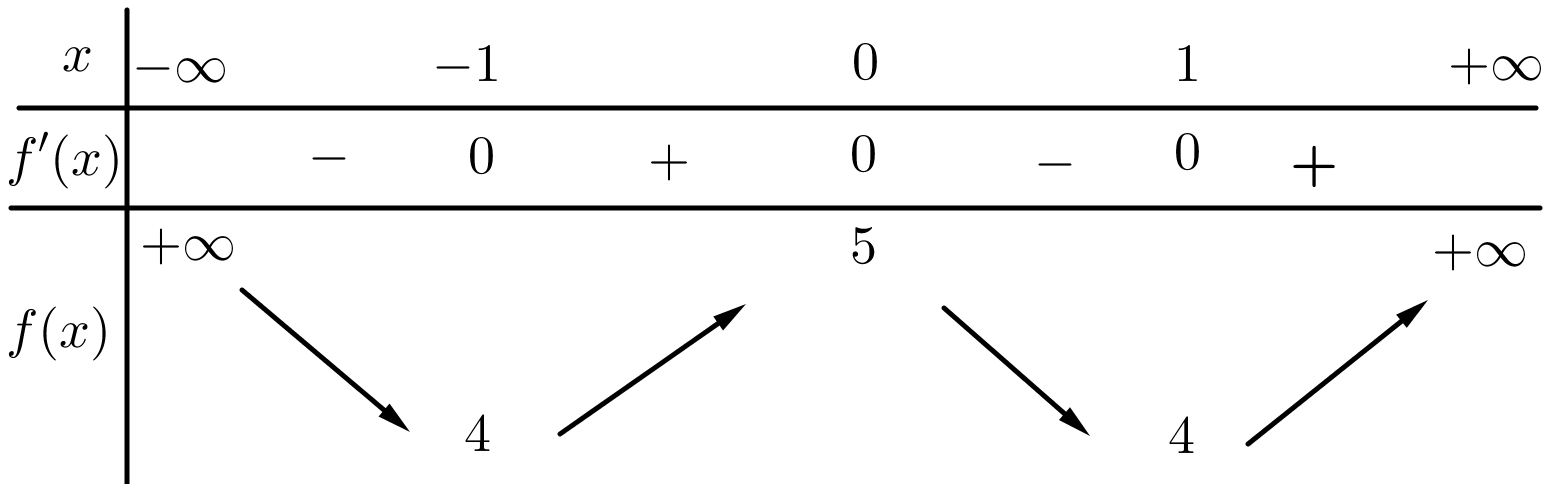 x −∞ −1 0 1 +∞
f′(x) − 0 + 0 − 0 +
+∞ 5 +∞
f(x)
4 4